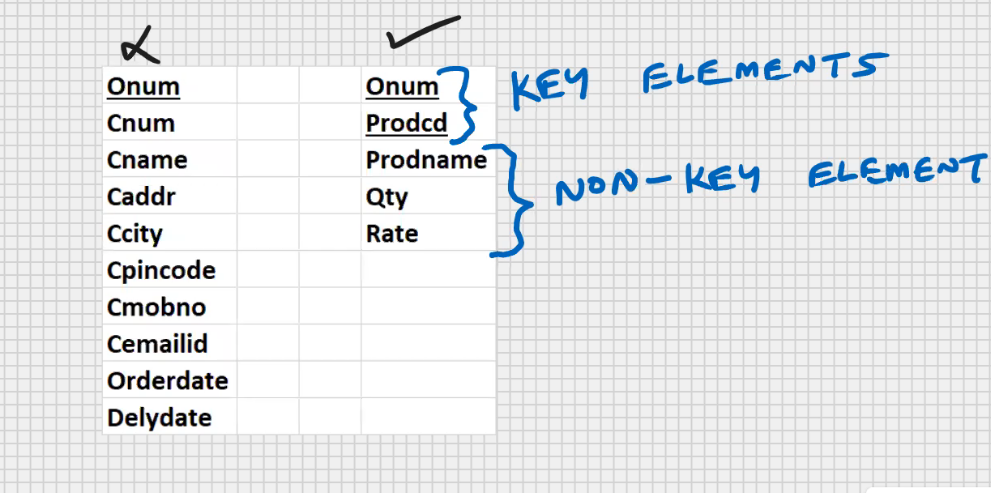 Onum Onum KEY ELEMENTS
Cnum Prodcd
Cname Prodname
Caddr Qty NON-KEY ELEMENT
Ccity Rate
Cpincode
Cmobno
Cemailid
Orderdate
Delydate